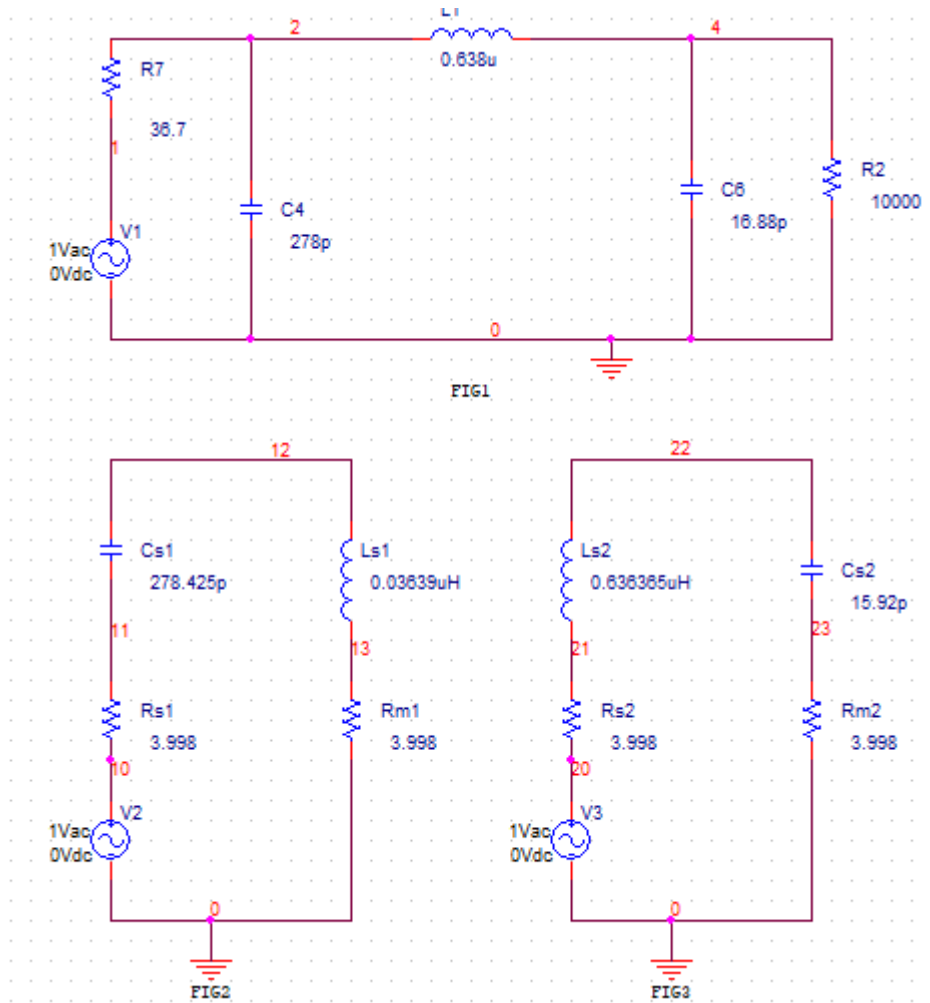 2
4
0.638u
R7
36.7
1
C4
278p
C6
16.88p
R2
10000
V1
1Vac
0Vdc
0
FIG1
12
Cs1
278.425p
Ls1
0.03639uH
11
13
Rs1
3.998
Rm1
3.998
10
V2
1Vac
0Vdc
0
FIG2
22
Ls2
0.636365uH
Cs2
15.92p
21
23
Rs2
3.998
Rm2
3.998
20
V3
1Vac
0Vdc
0
FIG3